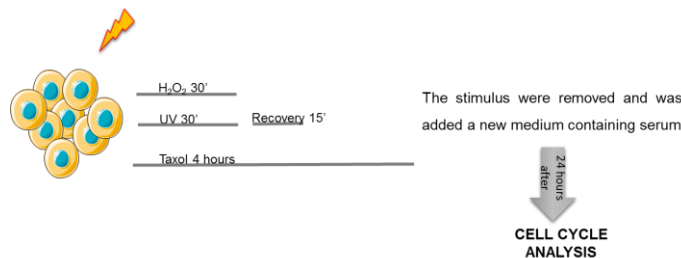 H₂O₂ 30’
UV 30’
Recovery 15’
Taxol 4 hours
The stimulus were removed and was
added a new medium containing serum
24 hours
after
CELL CYCLE
ANALYSIS